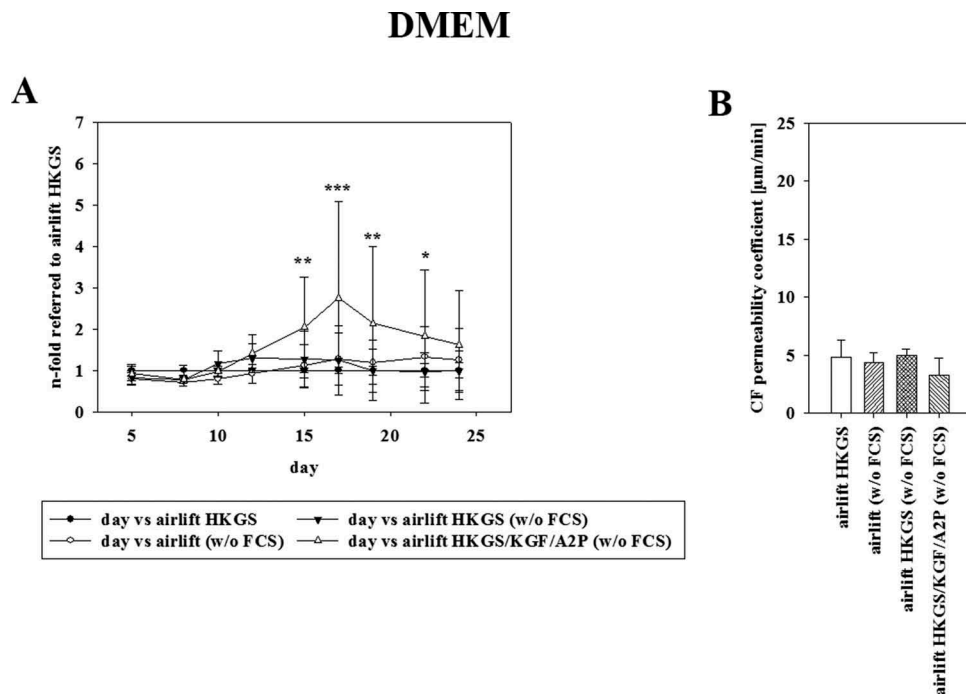 DMEM
A
n-fold referred to airlift HKGS
7
6
5
4
3
2
1
0
***
**
**
*
5 10 15 20 25
day
day vs airlift HKGS
day vs airlift HKGS (w/o FCS)
day vs airlift (w/o FCS)
day vs airlift HKGS/KGF/A2P (w/o FCS)
B
CF permeability coefficient [µm/min]
25
20
15
10
5
0
airlift HKGS
airlift (w/o FCS)
airlift HKGS (w/o FCS)
airlift HKGS/KGF/A2P (w/o FCS)